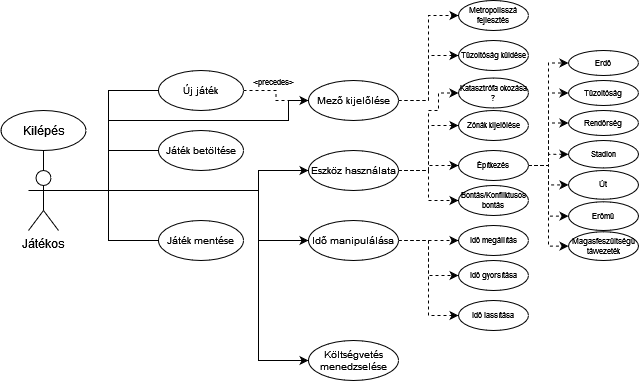 Metropolisszá
fejlesztés
Tűzoltóság küldése
Erdő
Új játék
<precedes>
Mező kijelölése
Katasztrófa okozása
?
Tűzoltóság
Kilépés
Zónák kijelölése
Rendőrség
Játék betöltése
Stadion
Eszköz használata
Építkezés
Út
Bontás/Konfliktusos
bontás
Erőmű
Játékos
Játék mentése
Idő manipulálása
Idő megállítás
Magasfeszültségű
távvezeték
Idő gyorsítása
Idő lassítása
Költségvetés
menedzselése